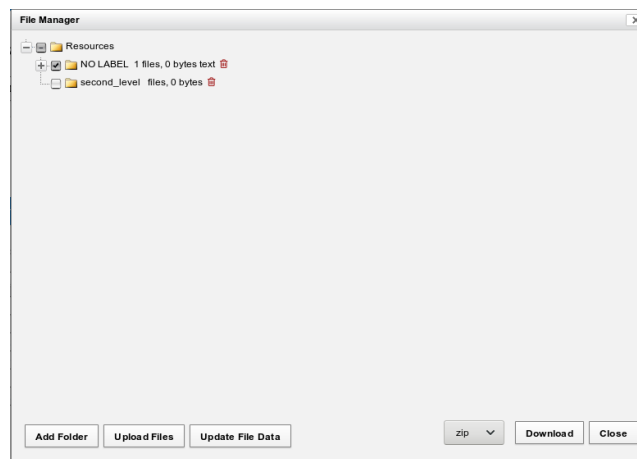 File Manager
Resources
NO LABEL 1 files, 0 bytes text
second_level files, 0 bytes
Add Folder Upload Files Update File Data zip Download Close